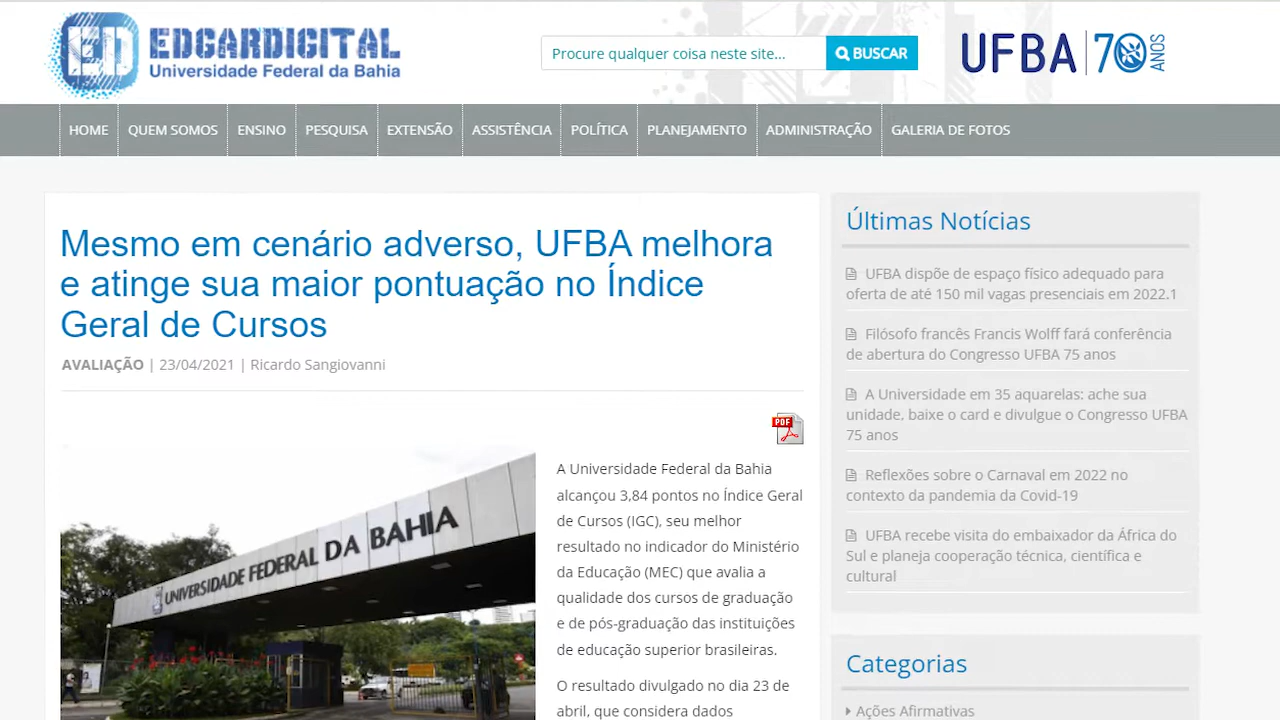 ED EDGARDIGITAL
Universidade Federal da Bahia
Procure qualquer coisa neste site...
BUSCAR
UFBA 70 ANOS
HOME QUEM SOMOS ENSINO PESQUISA EXTENSÃO ASSISTÊNCIA POLÍTICA PLANEJAMENTO ADMINISTRAÇÃO GALERIA DE FOTOS
Mesmo em cenário adverso, UFBA melhora
e atinge sua maior pontuação no Índice
Geral de Cursos
AVALIAÇÃO | 23/04/2021 | Ricardo Sangiovanni
PDF
UNIVERSIDADE FEDERAL DA BAHIA
A Universidade Federal da Bahia
alcançou 3,84 pontos no Índice Geral
de Cursos (IGC), seu melhor
resultado no indicador do Ministério
da Educação (MEC) que avalia a
qualidade dos cursos de graduação
e de pós-graduação das instituições
de educação superior brasileiras.
O resultado divulgado no dia 23 de
abril, que considera dados
Últimas Notícias
UFBA dispõe de espaço físico adequado para
oferta de até 150 mil vagas presenciais em 2022.1
Filósofo francês Francis Wolff fará conferência
de abertura do Congresso UFBA 75 anos
A Universidade em 35 aquarelas: ache sua
unidade, baixe o card e divulgue o Congresso UFBA
75 anos
Reflexões sobre o Carnaval em 2022 no
contexto da pandemia da Covid-19
UFBA recebe visita do embaixador da África do
Sul e planeja cooperação técnica, científica e
cultural
Categorias
Ações Afirmativas